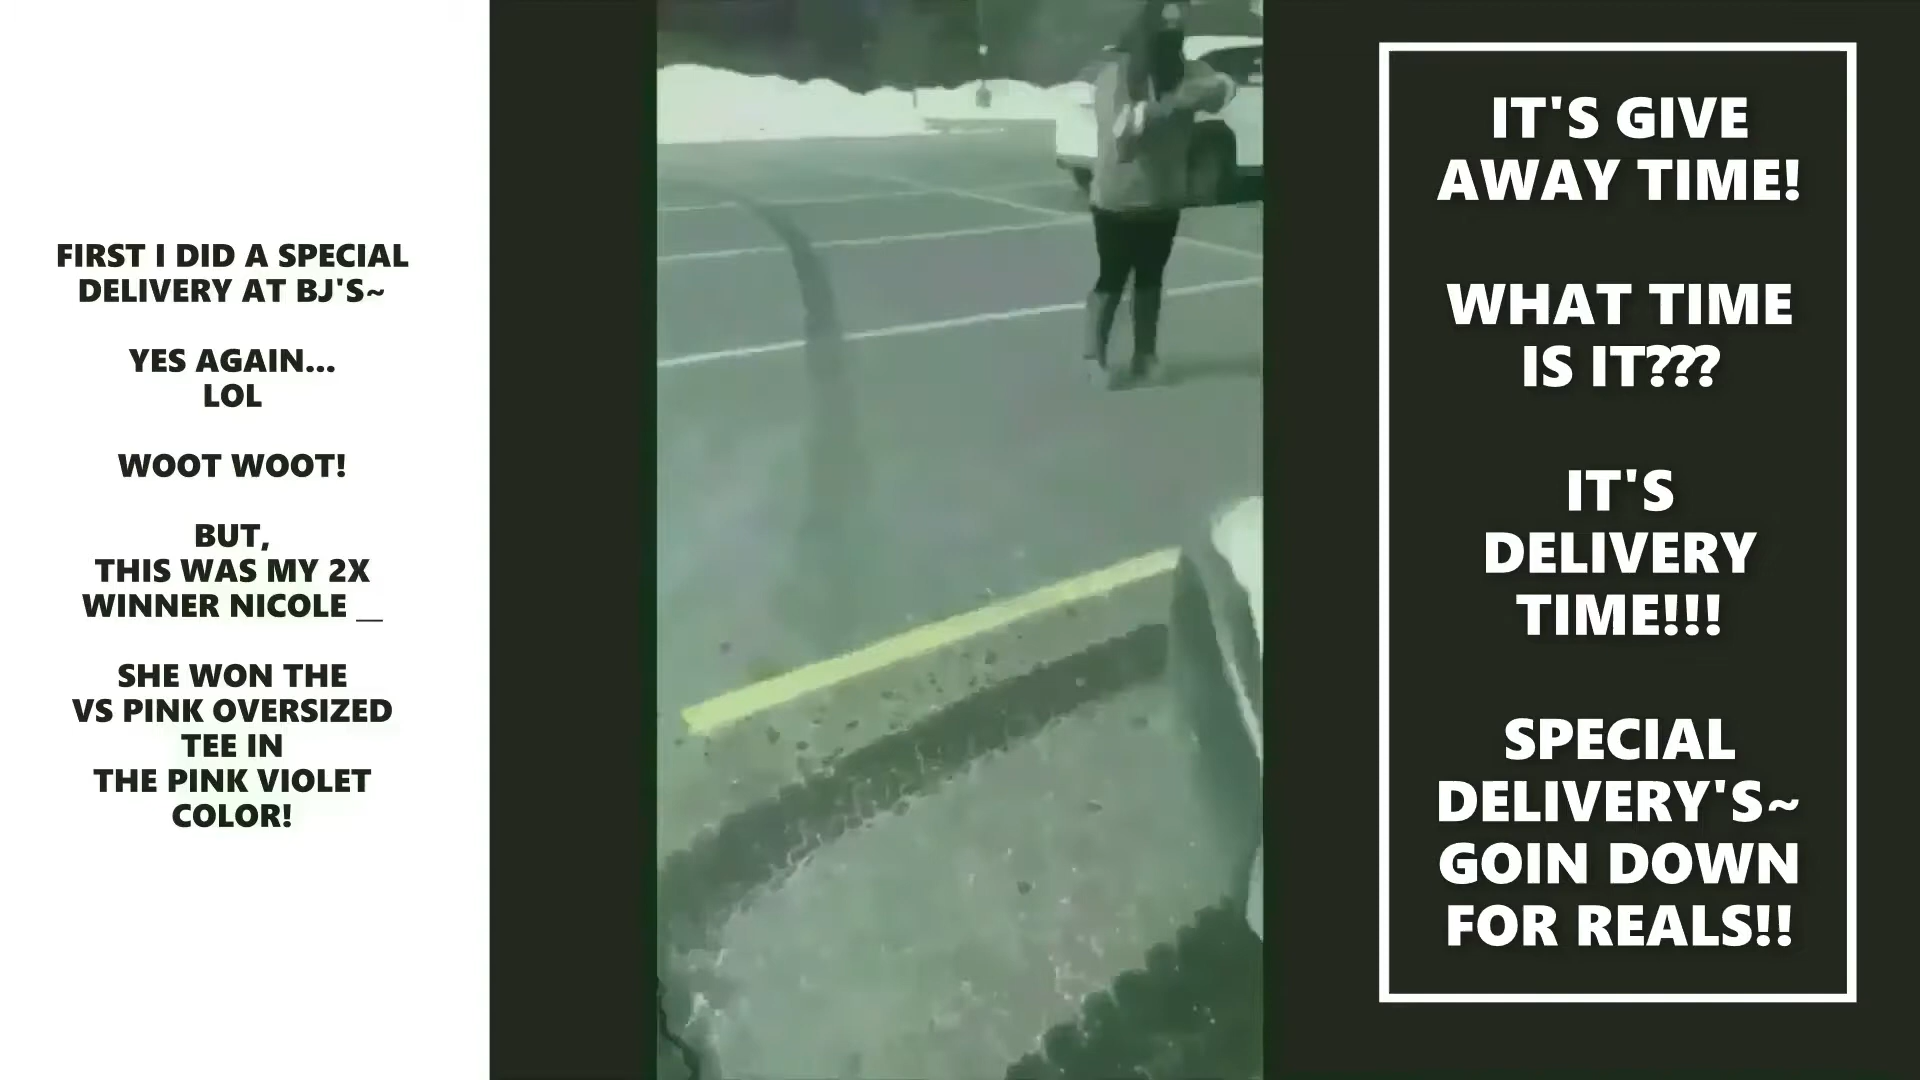 FIRST I DID A SPECIAL
DELIVERY AT BJ'S~
YES AGAIN...
LOL
WOOT WOOT!
BUT,
THIS WAS MY 2X
WINNER NICOLE __
SHE WON THE
VS PINK OVERSIZED
TEE IN
THE PINK VIOLET
COLOR!
IT'S GIVE
AWAY TIME!
WHAT TIME
IS IT???
IT'S
DELIVERY
TIME!!!
SPECIAL
DELIVERY'S~
GOIN DOWN
FOR REALS!!